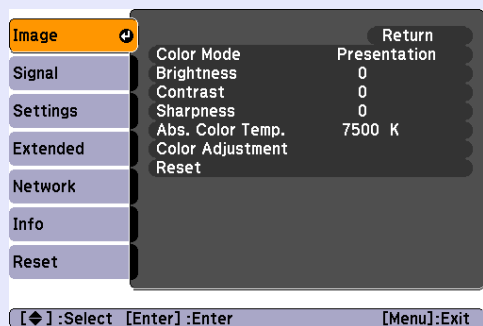 Image
Signal
Settings
Extended
Network
Info
Reset
Return
Color Mode Presentation
Brightness 0
Contrast 0
Sharpness 0
Abs. Color Temp. 7500 K
Color Adjustment
Reset
[◆] :Select [Enter] :Enter [Menu]:Exit